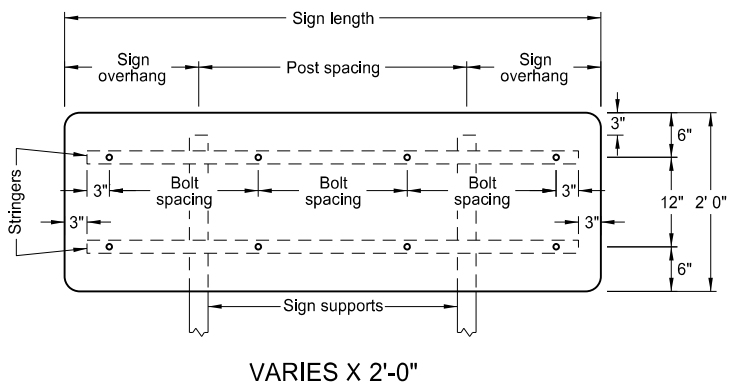 Sign length
Sign
overhang
Post spacing
Sign
overhang
3"
6"
Stringers
3"
Bolt
spacing
Bolt
spacing
Bolt
spacing
3"
12"
2' 0"
3"
3"
6"
Sign supports
VARIES X 2'-0"